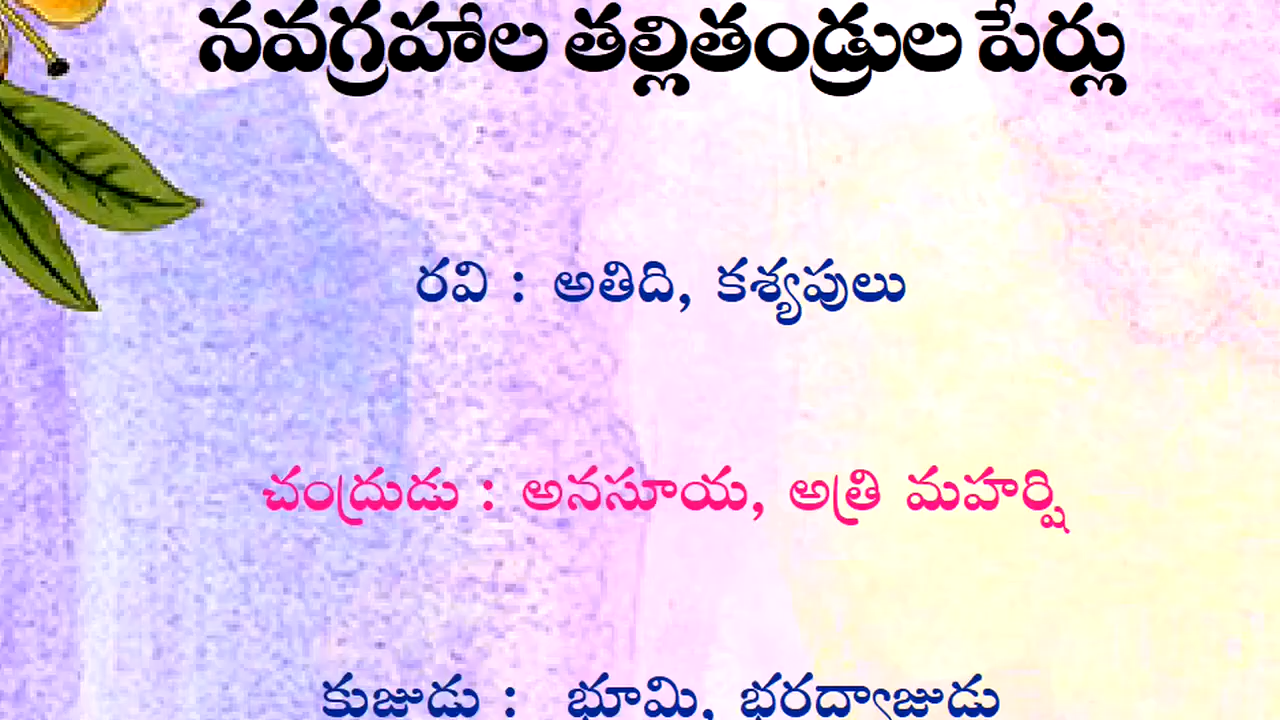 నవగ్రహాల తల్లితండ్రుల పేర్లు
రవి : అతిది, కశ్యపులు
చంద్రుడు : అనసూయ, అత్రి మహర్షి
కుజుడు : భూమి, భరద్వాజుడు